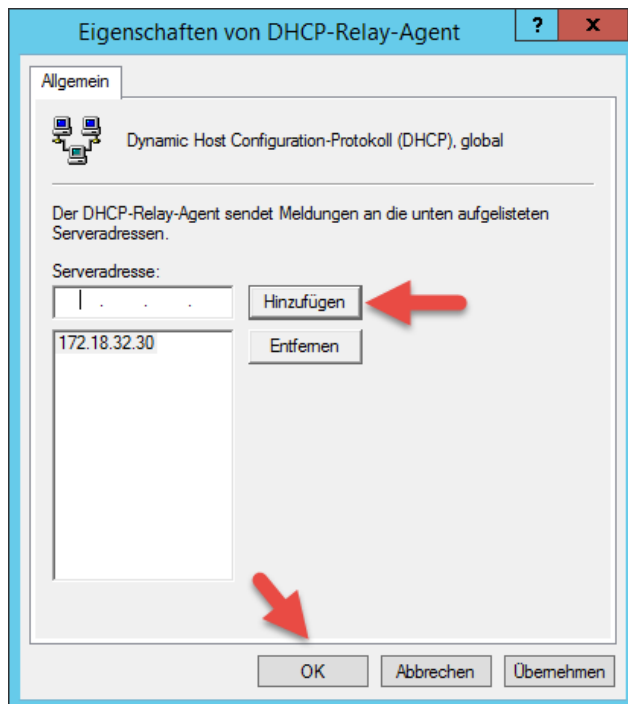 Eigenschaften von DHCP-Relay-Agent
? x
Allgemein
Dynamic Host Configuration-Protokoll (DHCP), global
Der DHCP-Relay-Agent sendet Meldungen an die unten aufgelisteten
Serveradressen.
Serveradresse:
. . . Hinzufügen
172.18.32.30 Entfernen
OK Abbrechen Übernehmen